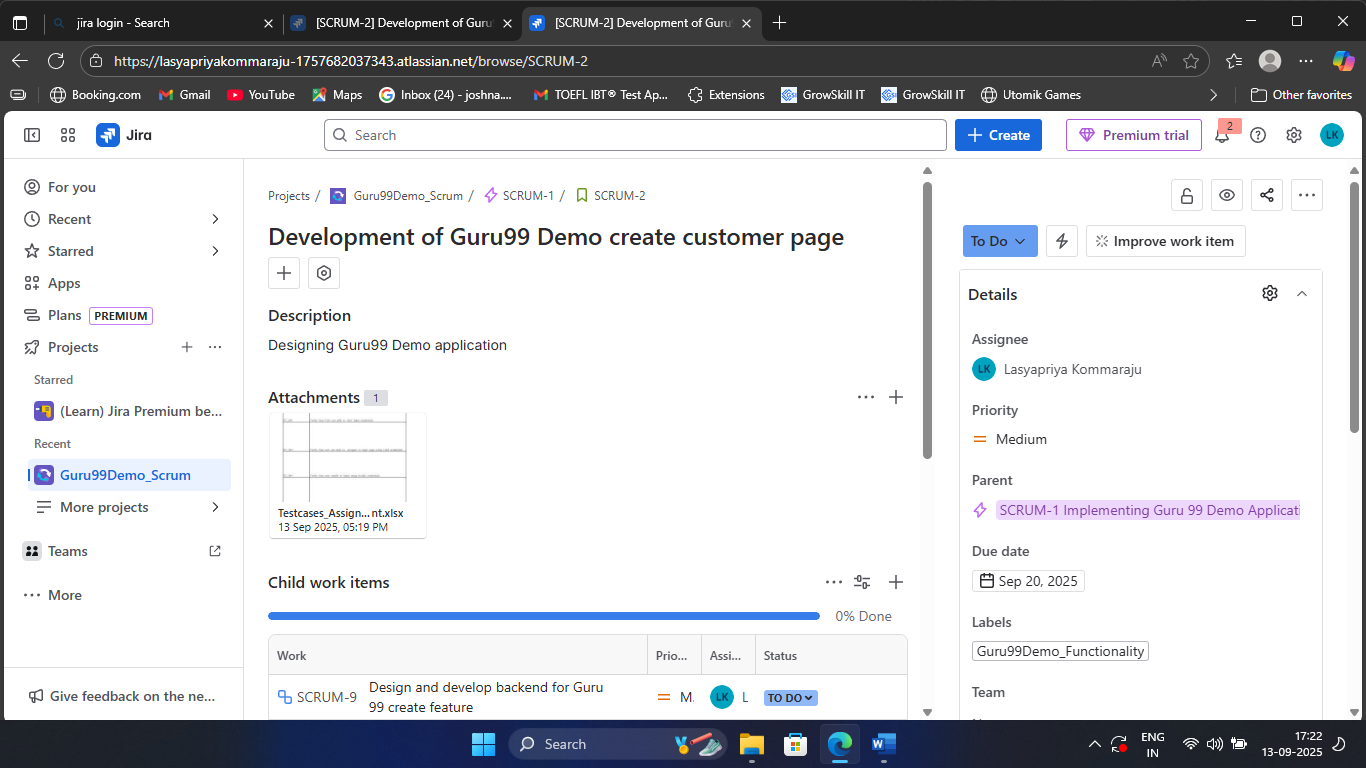 jira login - Search
[SCRUM-2] Development of Guru
[SCRUM-2] Development of Guru
https://lasyapriyakommaraju-1757682037343.atlassian.net/browse/SCRUM-2
Booking.com
Gmail
YouTube
Maps
Inbox (24) - joshna....
TOEFL IBT® Test Ap...
Extensions
GrowSkill IT
GrowSkill IT
Utomik Games
Other favorites
Jira
Search
Create
Premium trial
2
LK
For you
Recent
Starred
Apps
Plans PREMIUM
Projects
Starred
(Learn) Jira Premium be...
Recent
Guru99Demo_Scrum
More projects
Teams
More
Give feedback on the ne...
Projects / Guru99Demo_Scrum / SCRUM-1 / SCRUM-2
Development of Guru99 Demo create customer page
Description
Designing Guru99 Demo application
Attachments 1
Testcases_Assign... nt.xlsx
13 Sep 2025, 05:19 PM
Child work items
0% Done
Work Prio... Assi... Status
SCRUM-9 Design and develop backend for Guru
99 create feature
M. LK L TO DO
To Do
Improve work item
Details
Assignee
LK Lasyapriya Kommaraju
Priority
Medium
Parent
SCRUM-1 Implementing Guru 99 Demo Applicati
Due date
Sep 20, 2025
Labels
Guru99Demo_Functionality
Team
Search
ENG
IN
17:22
13-09-2025